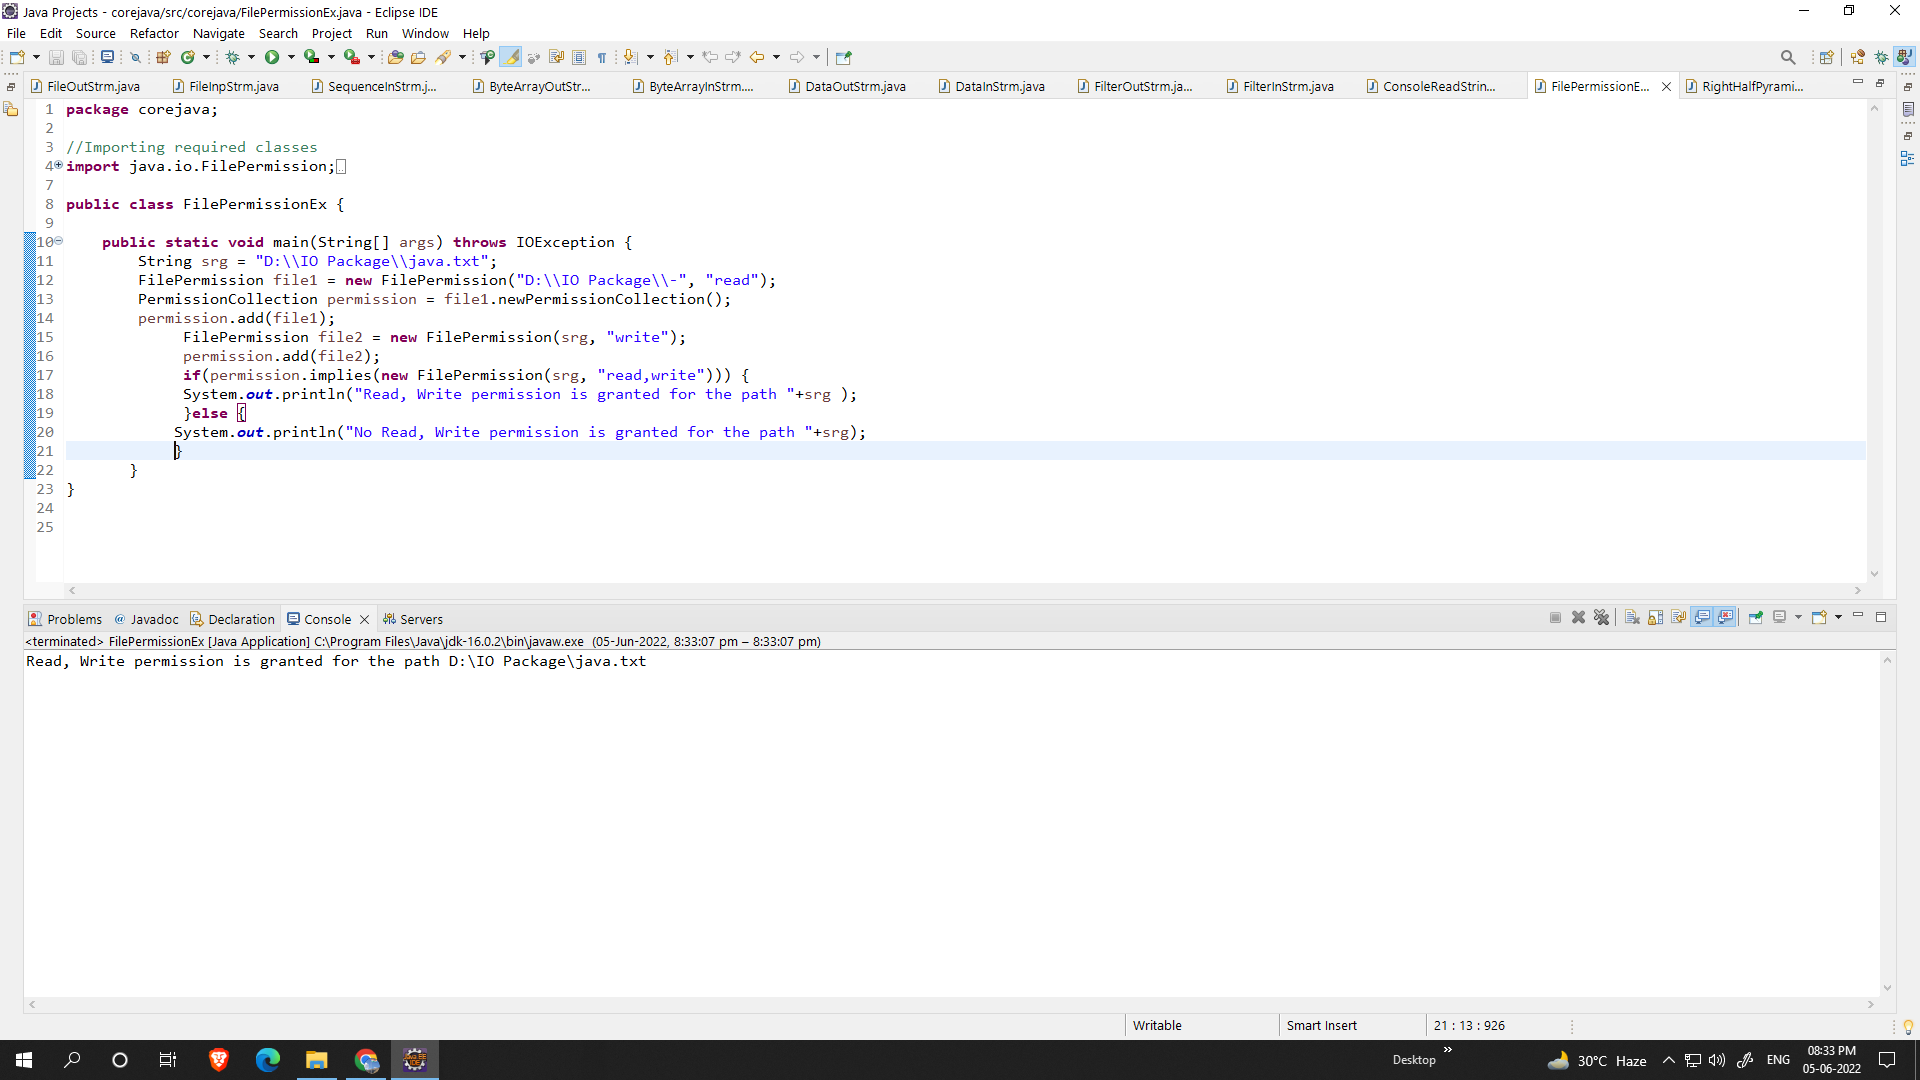 Java Projects - corejava/src/corejava/FilePermissionEx.java - Eclipse IDE
File Edit Source Refactor Navigate Search Project Run Window Help
FileOutStrm.java FileInpStrm.java SequenceInStrm.j... ByteArrayOutStr... ByteArrayInStrm.... DataOutStrm.java DataInStrm.java FilterOutStrm.ja... FilterInStrm.java ConsoleReadStrin... FilePermissionE... RightHalfPyrami...
1 package corejava;
2
3 //Importing required classes
4 import java.io.FilePermission;
7
8 public class FilePermissionEx {
9
10 public static void main(String[] args) throws IOException {
11 String srg = "D:\\IO Package\\java.txt";
12 FilePermission file1 = new FilePermission("D:\\IO Package\\-", "read");
13 PermissionCollection permission = file1.newPermissionCollection();
14 permission.add(file1);
15 FilePermission file2 = new FilePermission(srg, "write");
16 permission.add(file2);
17 if(permission.implies(new FilePermission(srg, "read,write"))) {
18 System.out.println("Read, Write permission is granted for the path "+srg );
19 }else {
20 System.out.println("No Read, Write permission is granted for the path "+srg);
21 }
22 }
23 }
24
25
Problems Javadoc Declaration Console Servers
<terminated> FilePermissionEx [Java Application] C:\Program Files\Java\jdk-16.0.2\bin\javaw.exe (05-Jun-2022, 8:33:07 pm – 8:33:07 pm)
Read, Write permission is granted for the path D:\IO Package\java.txt
Writable Smart Insert 21 : 13 : 926
Desktop 30°C Haze ENG 08:33 PM
05-06-2022